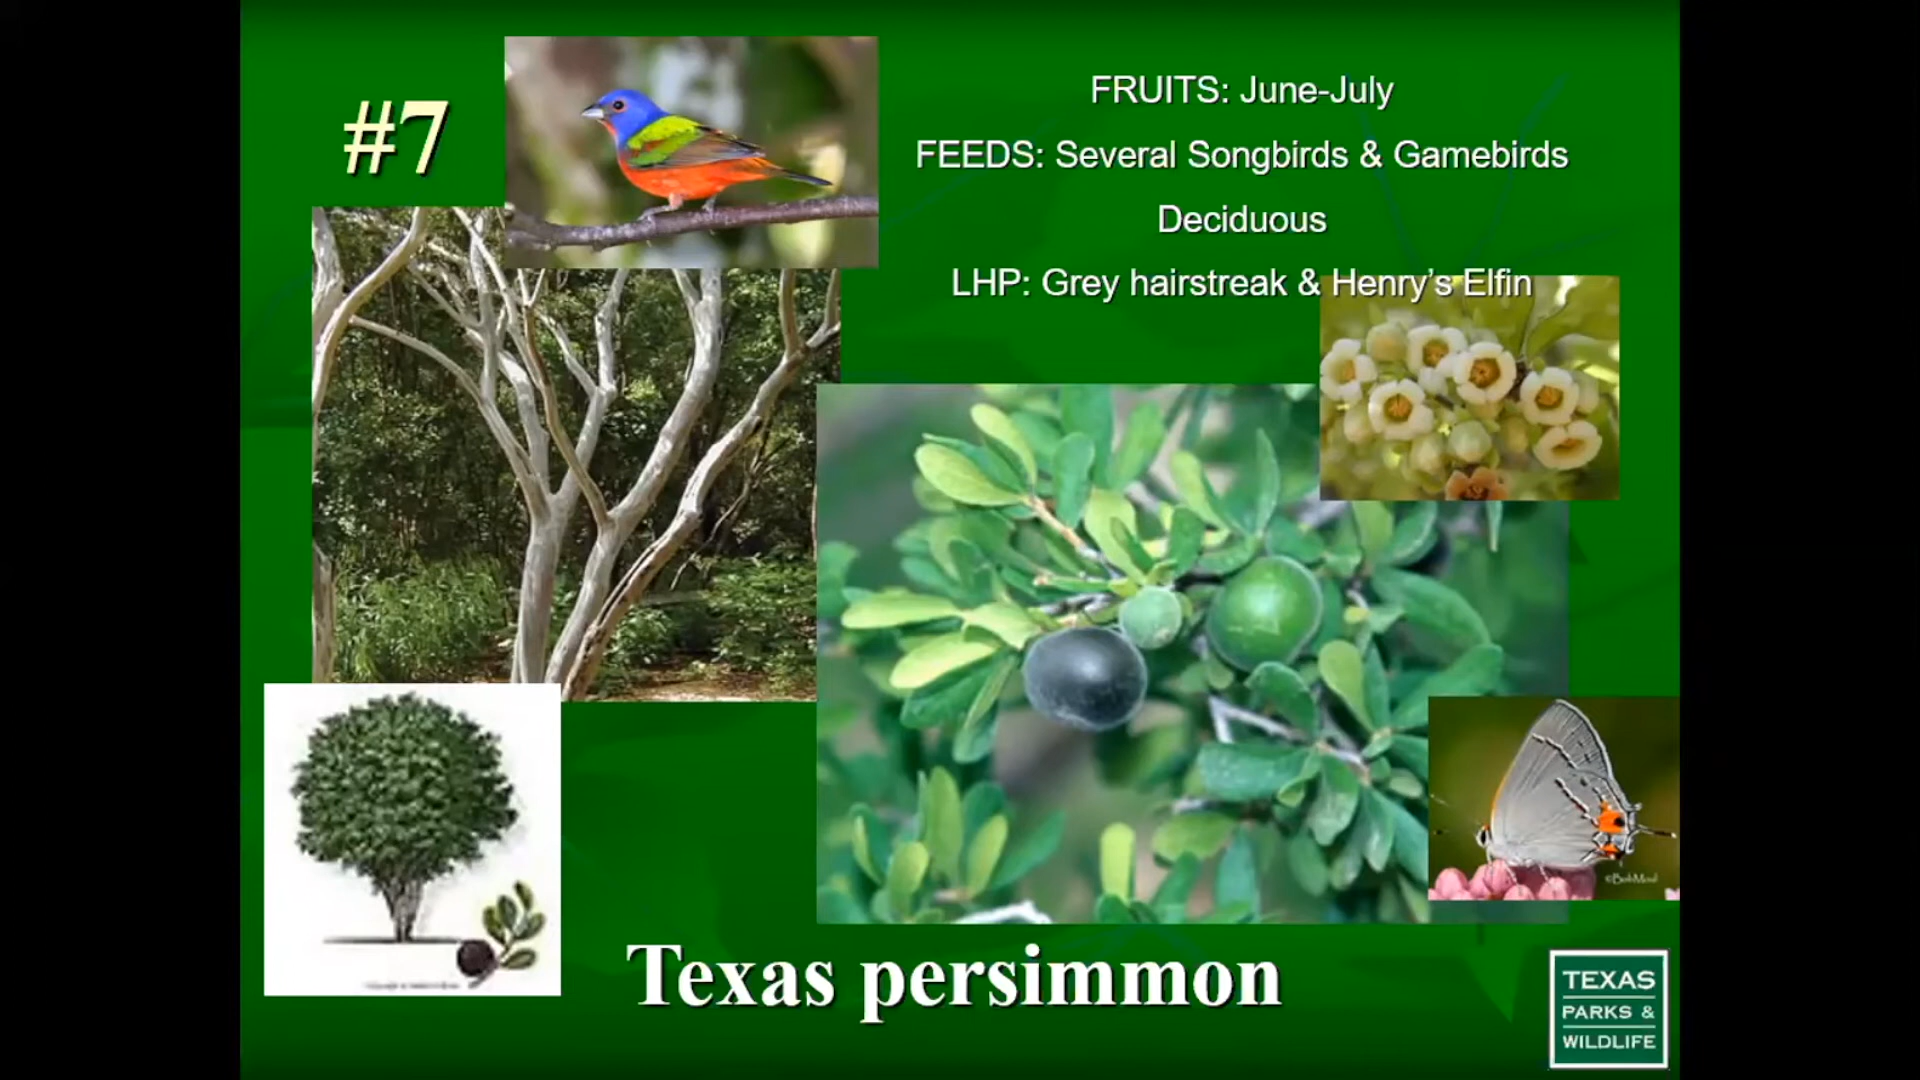 #7
FRUITS: June-July
FEEDS: Several Songbirds & Gamebirds
Deciduous
LHP: Grey hairstreak & Henry's Elfin
Texas persimmon
TEXAS
PARKS &
WILDLIFE